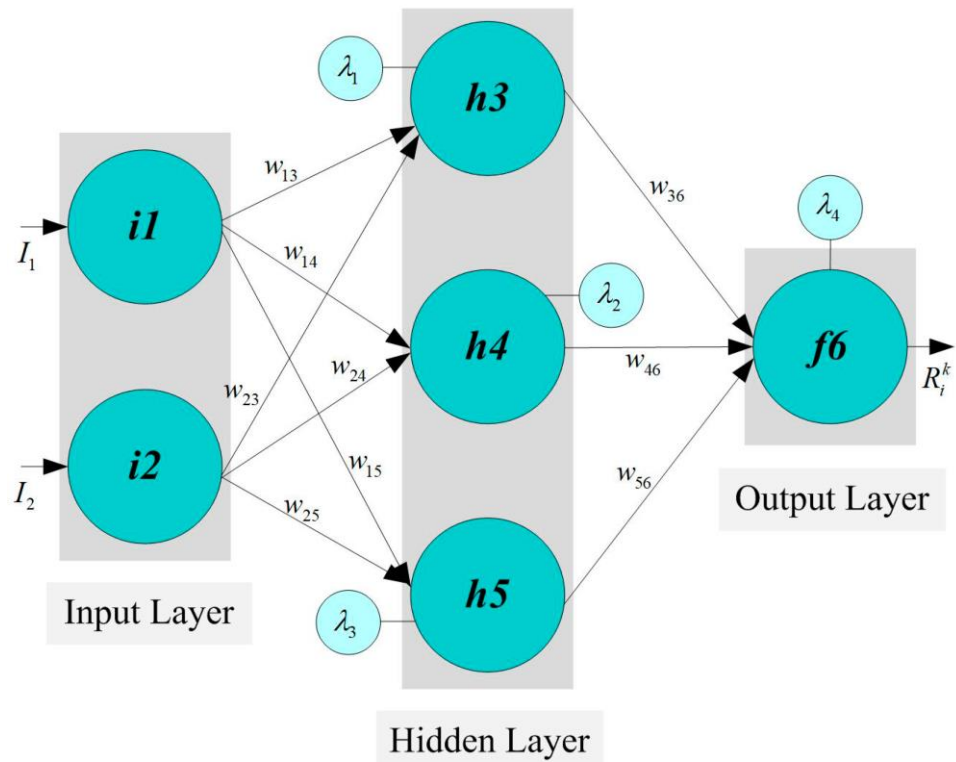 λ₁
h3
w₁₃
w₃₆
i1
I₁
λ₄
w₁₄
λ₂
h4
f6
w₂₄
w₄₆
Rᵢᵏ
w₂₃
i2
I₂
w₁₅
w₂₅
w₅₆
Output Layer
h5
λ₃
Input Layer
Hidden Layer